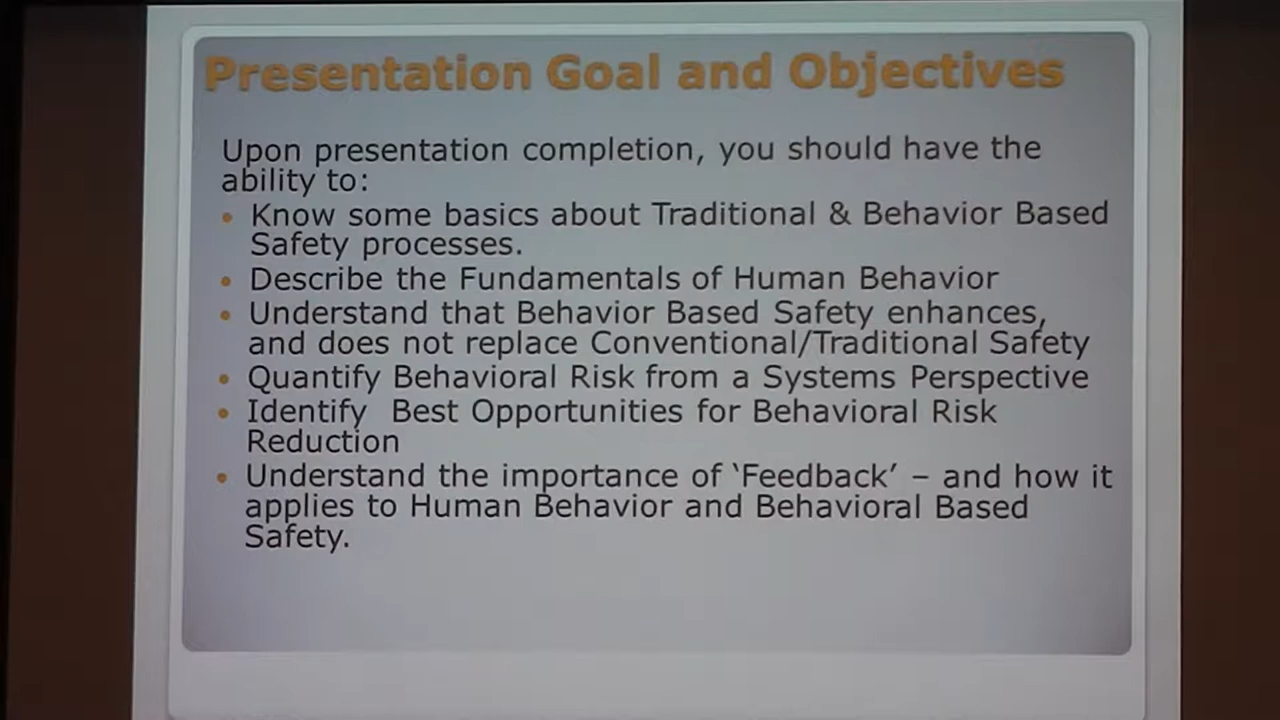 Presentation Goal and Objectives
Upon presentation completion, you should have the
ability to:
• Know some basics about Traditional & Behavior Based
Safety processes.
• Describe the Fundamentals of Human Behavior
• Understand that Behavior Based Safety enhances,
and does not replace Conventional/Traditional Safety
• Quantify Behavioral Risk from a Systems Perspective
• Identify  Best Opportunities for Behavioral Risk
Reduction
• Understand the importance of ‘Feedback’ – and how it
applies to Human Behavior and Behavioral Based
Safety.